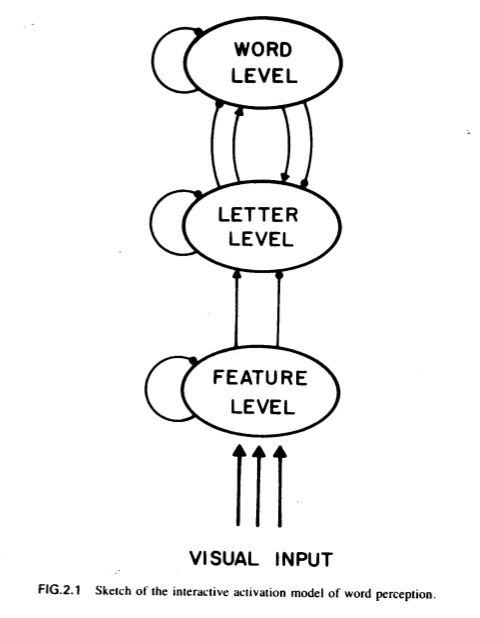 WORD
LEVEL
LETTER
LEVEL
FEATURE
LEVEL
VISUAL INPUT
FIG.2.1 Sketch of the interactive activation model of word perception.